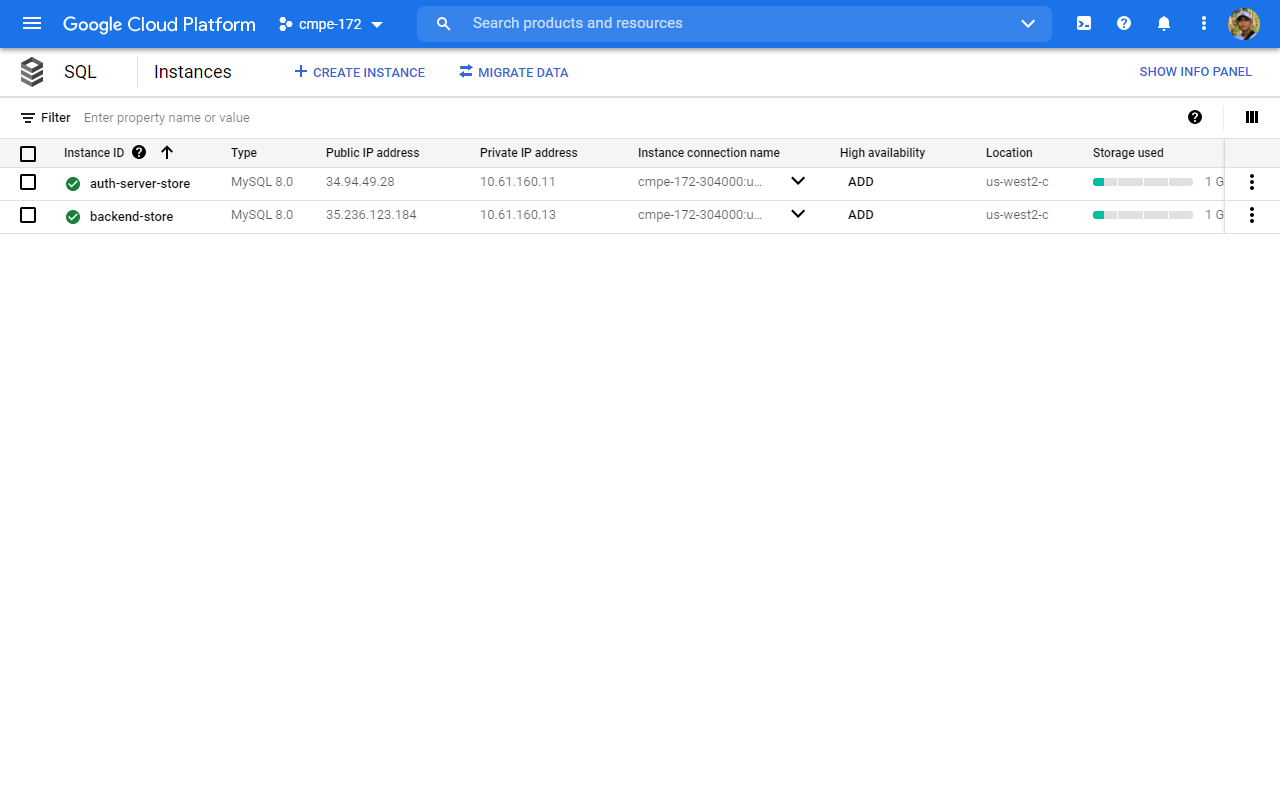 Google Cloud Platform cmpe-172 Search products and resources
SQL Instances CREATE INSTANCE MIGRATE DATA SHOW INFO PANEL
Filter Enter property name or value
Instance ID Type Public IP address Private IP address Instance connection name High availability Location Storage used
auth-server-store MySQL 8.0 34.94.49.28 10.61.160.11 cmpe-172-304000:u... ADD us-west2-c 1 G
backend-store MySQL 8.0 35.236.123.184 10.61.160.13 cmpe-172-304000:u... ADD us-west2-c 1 G